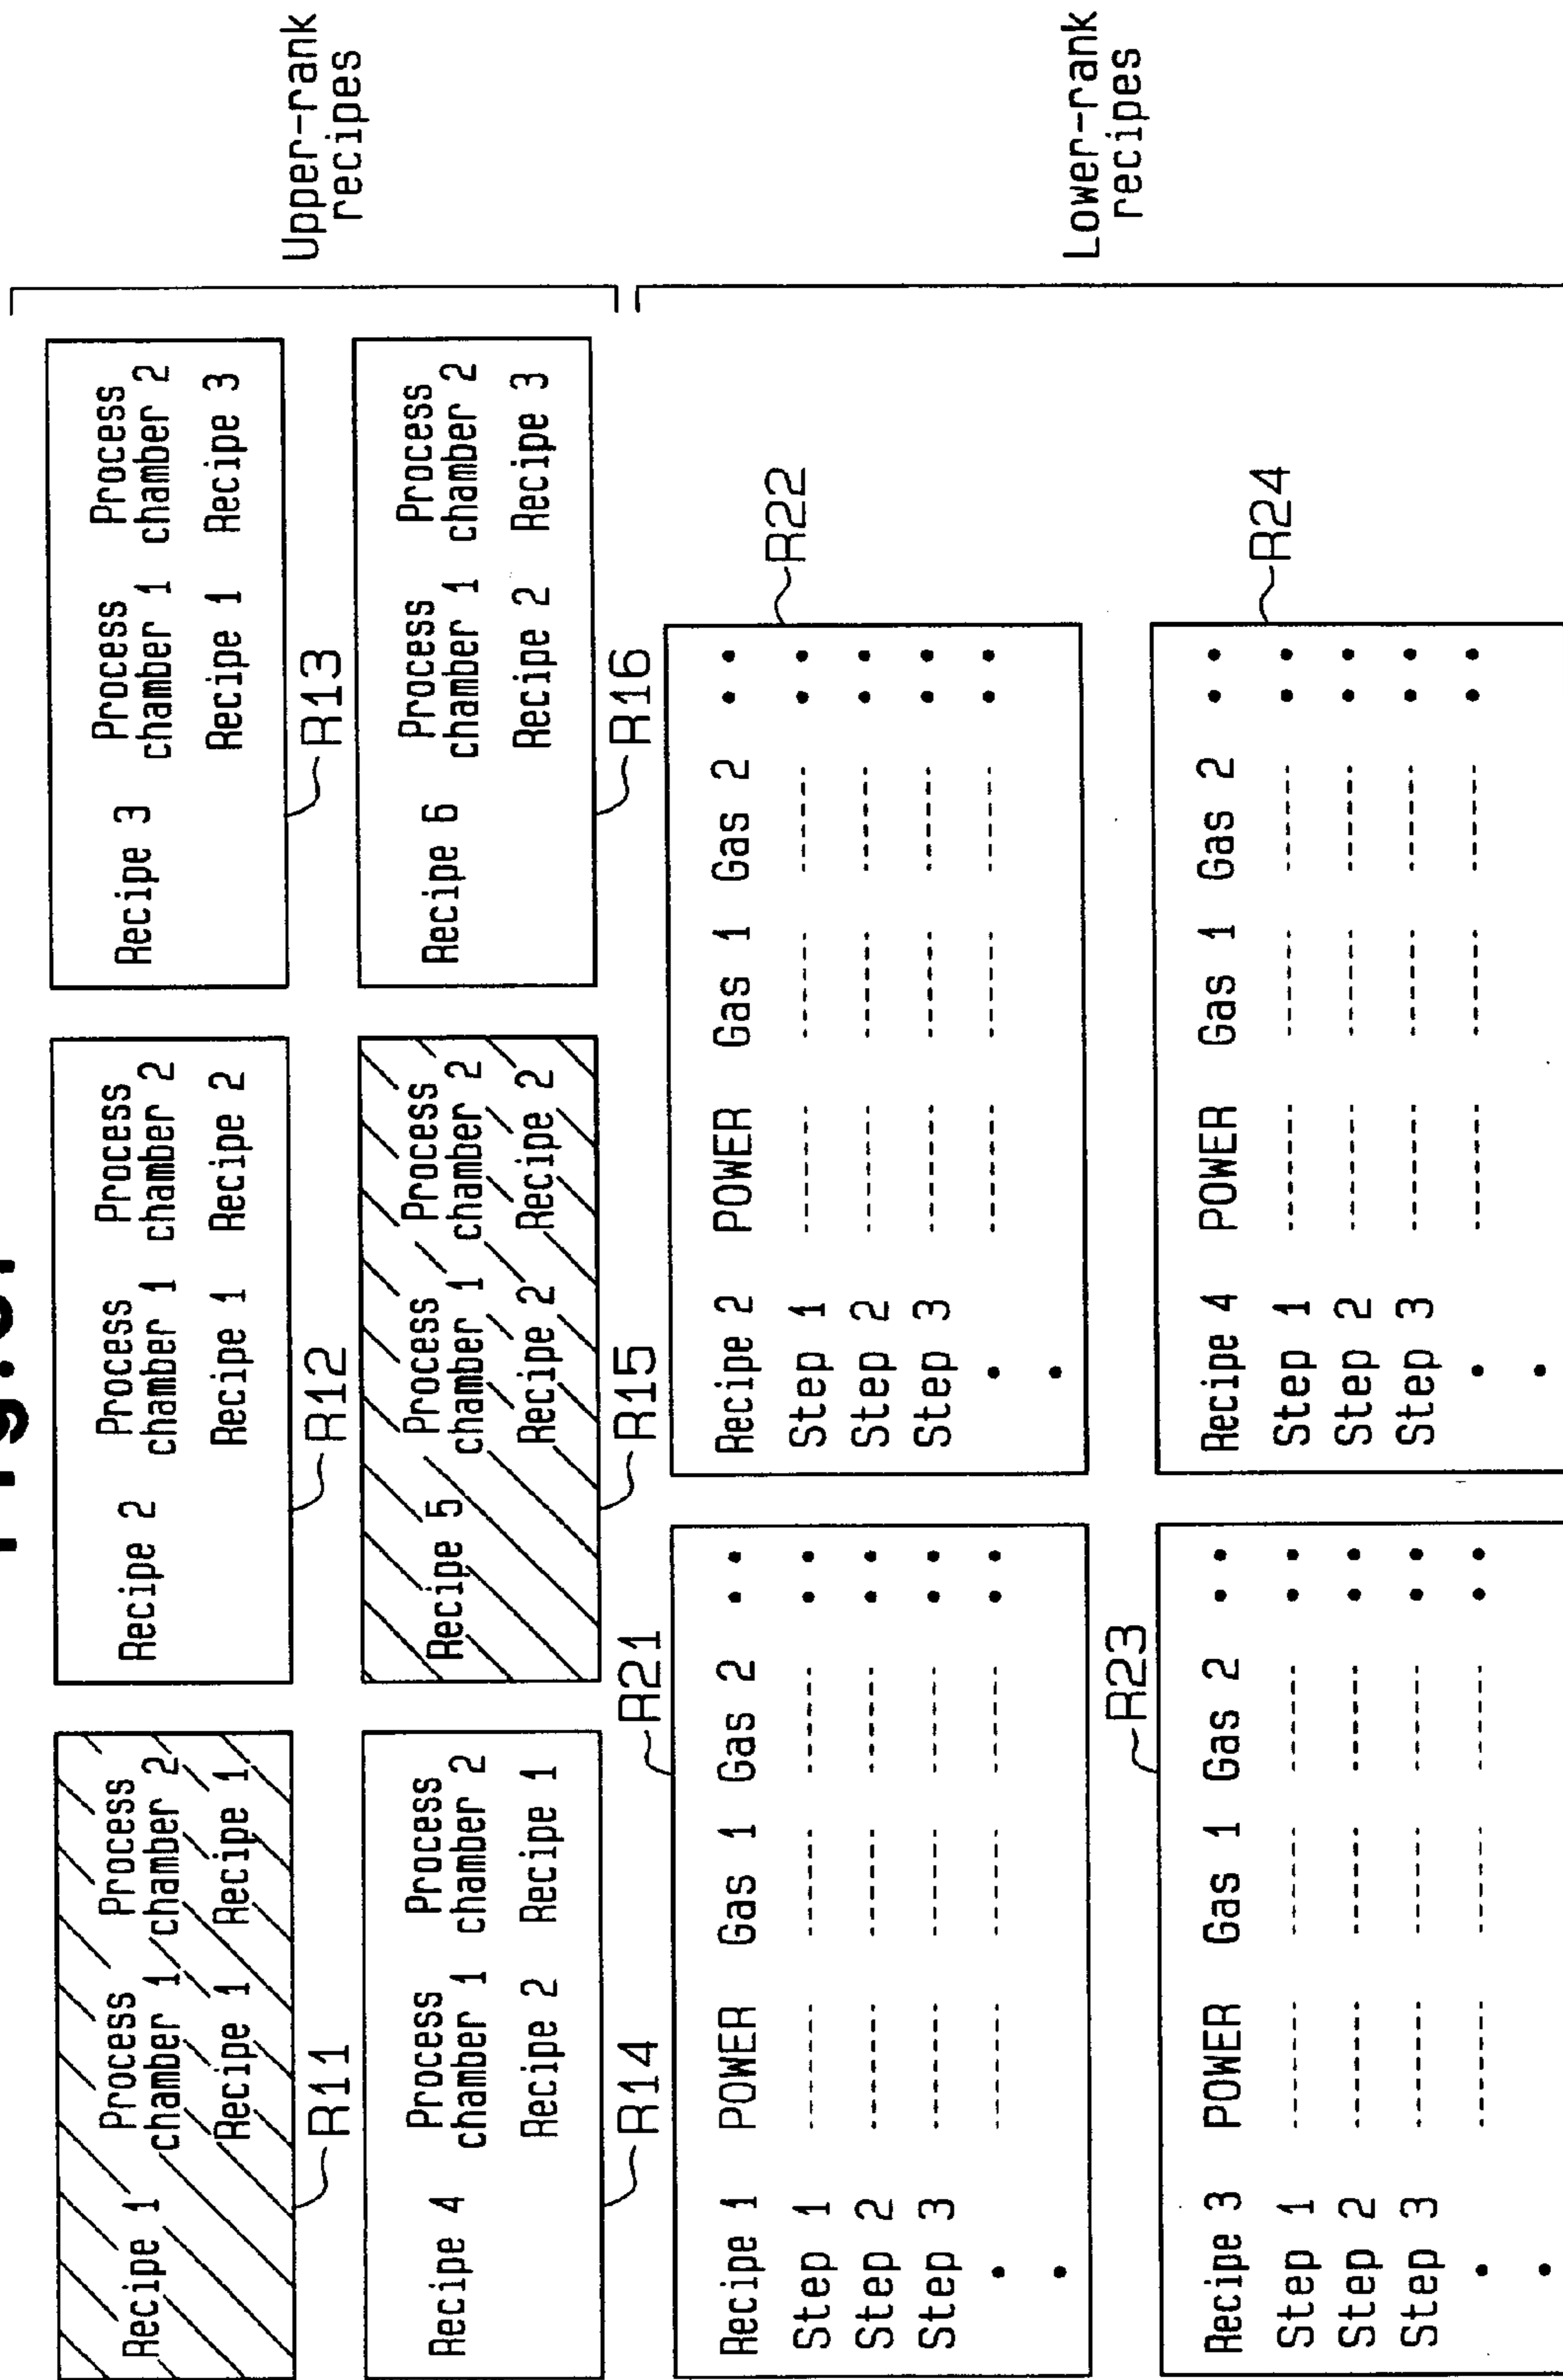 Recipe 1
Process chamber 1
Process chamber 2
Recipe 1
Recipe 1
R11
Recipe 2
Process chamber 1
Process chamber 2
Recipe 1
Recipe 2
R12
Recipe 3
Process chamber 1
Process chamber 2
Recipe 1
Recipe 3
R13
Upper-rank
recipes
Recipe 4
Process chamber 1
Process chamber 2
Recipe 2
Recipe 1
R14
Recipe 5
Process chamber 1
Process chamber 2
Recipe 2
Recipe 2
R15
Recipe 6
Process chamber 1
Process chamber 2
Recipe 2
Recipe 3
R16
R21
Recipe 1 POWER Gas 1 Gas 2
Step 1
Step 2
Step 3
R22
Recipe 2 POWER Gas 1 Gas 2
Step 1
Step 2
Step 3
Lower-rank
recipes
R23
Recipe 3 POWER Gas 1 Gas 2
Step 1
Step 2
Step 3
R24
Recipe 4 POWER Gas 1 Gas 2
Step 1
Step 2
Step 3